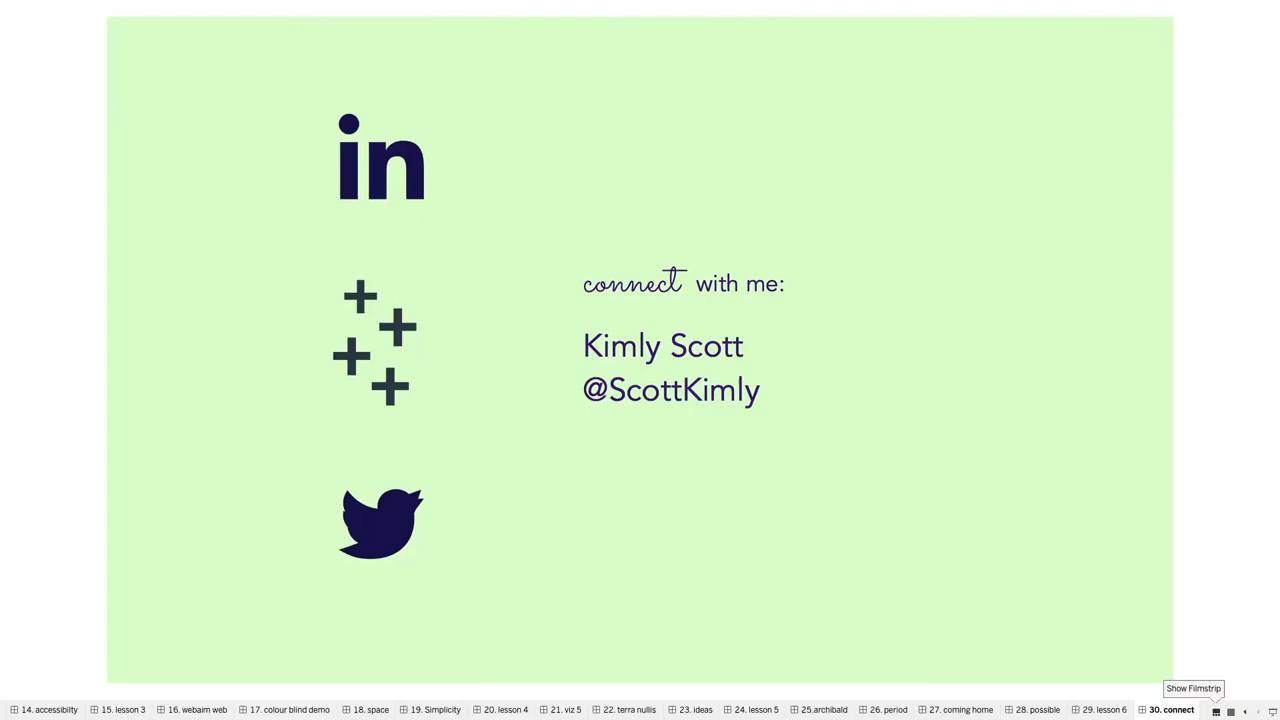 in
connect with me:
Kimly Scott
@ScottKimly
Show Filmstrip
14. accessibilty 15. lesson 3 16. webaim web 17. colour blind demo 18. space 19. Simplicity 20. lesson 4 21. viz 5 22. terra nullis 23. ideas 24. lesson 5 25.archibald 26. period 27. coming home 28. possible 29. lesson 6 30. connect